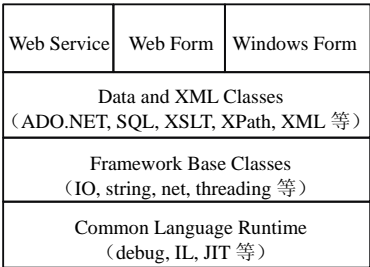 Web Service Web Form Windows Form
Data and XML Classes
（ADO.NET, SQL, XSLT, XPath, XML 等）
Framework Base Classes
（IO, string, net, threading 等）
Common Language Runtime
（debug, IL, JIT 等）